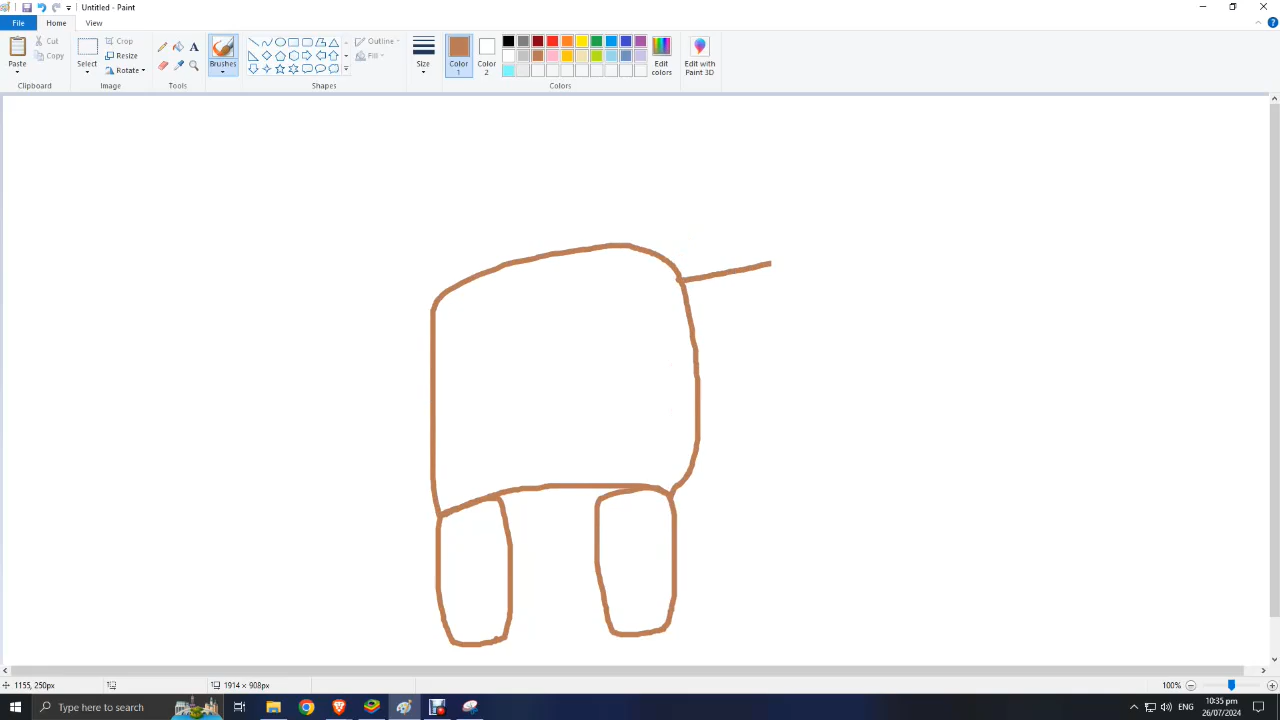 Untitled - Paint
File Home View
Paste
Cut
Copy
Clipboard
Select
Crop
Resize
Rotate
Image
A
Tools
Brushes
Outline
Fill
Shapes
Size
Color 1
Color 2
Colors
Edit colors
Edit with Paint 3D
1155, 250px
1914 × 908px
100%
Type here to search
ENG
10:35 pm
26/07/2024